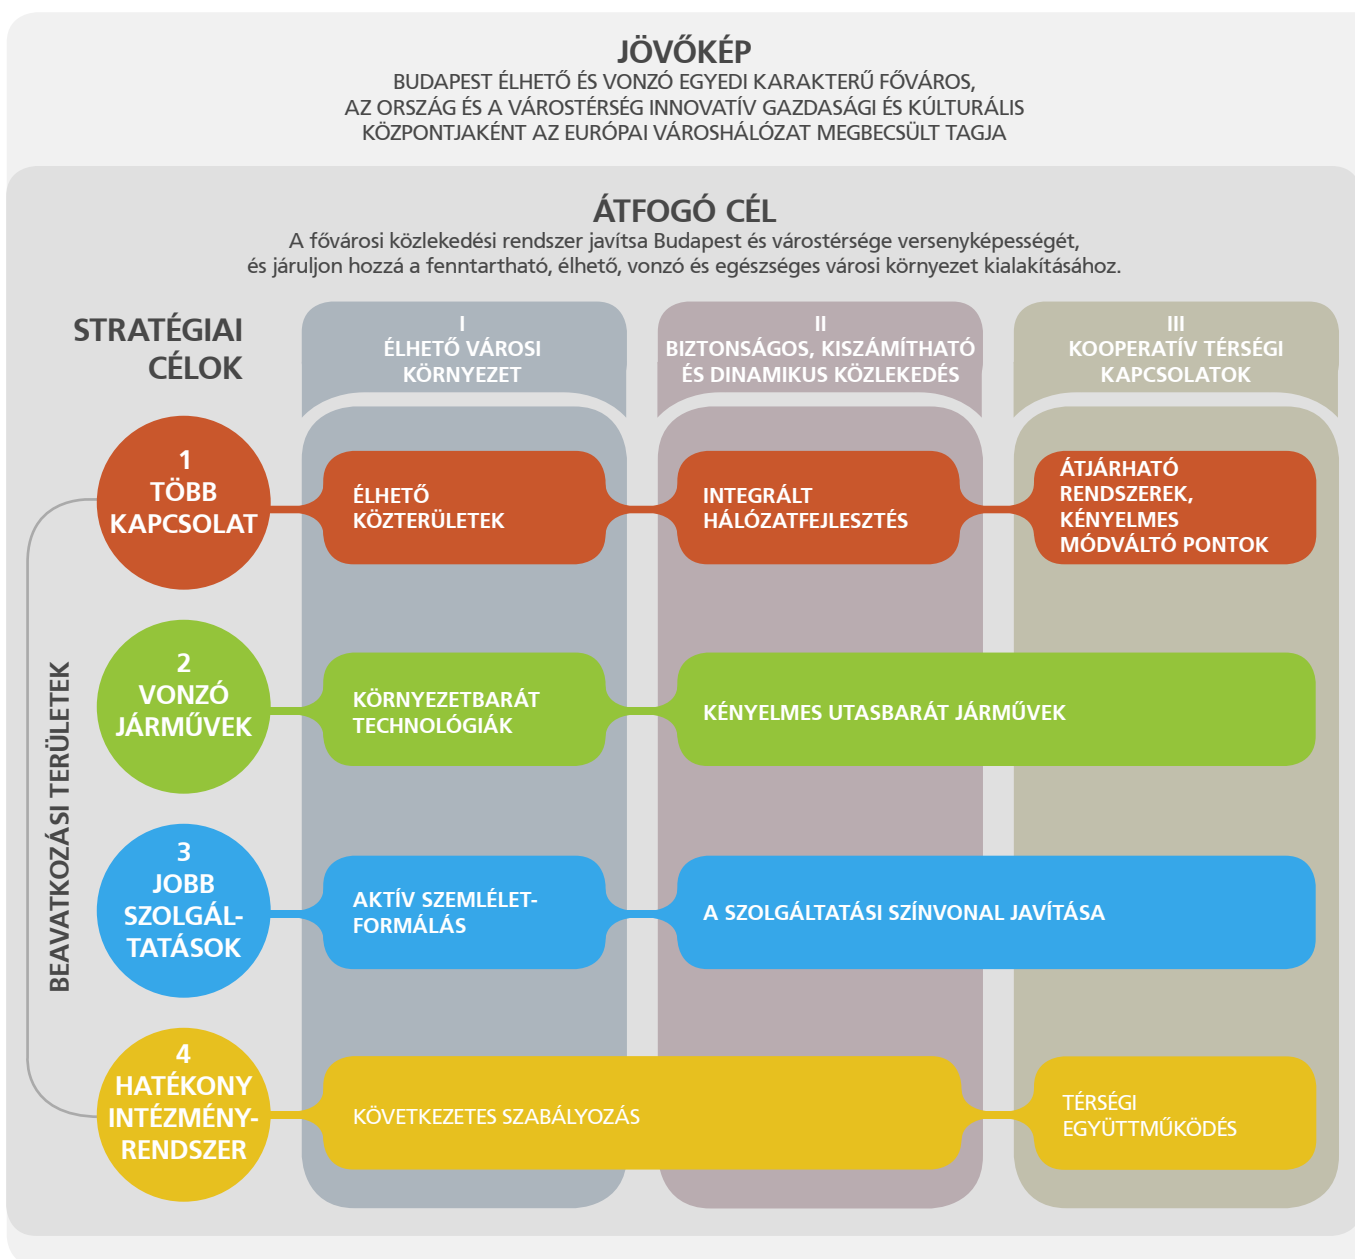 JÖVŐKÉP
BUDAPEST ÉLHETŐ ÉS VONZÓ EGYEDI KARAKTERŰ FŐVÁROS,
AZ ORSZÁG ÉS A VÁROSTÉRSÉG INNOVATÍV GAZDASÁGI ÉS KÚLTURÁLIS
KÖZPONTJAKÉNT AZ EURÓPAI VÁROSHÁLÓZAT MEGBECSÜLT TAGJA
ÁTFOGÓ CÉL
A fővárosi közlekedési rendszer javítsa Budapest és várostérsége versenyképességét,
és járuljon hozzá a fenntartható, élhető, vonzó és egészséges városi környezet kialakításához.
STRATÉGIAI
CÉLOK
I
ÉLHETŐ VÁROSI
KÖRNYEZET
II
BIZTONSÁGOS, KISZÁMÍTHATÓ
ÉS DINAMIKUS KÖZLEKEDÉS
III
KOOPERATÍV TÉRSÉGI
KAPCSOLATOK
BEAVATKOZÁSI TERÜLETEK
1
TÖBB
KAPCSOLAT
ÉLHETŐ
KÖZTERÜLETEK
INTEGRÁLT
HÁLÓZATFEJLESZTÉS
ÁTJÁRHATÓ
RENDSZEREK,
KÉNYELMES
MÓDVÁLTÓ PONTOK
2
VONZÓ
JÁRMŰVEK
KÖRNYEZETBARÁT
TECHNOLÓGIÁK
KÉNYELMES UTASBARÁT JÁRMŰVEK
3
JOBB
SZOLGÁL-
TATÁSOK
AKTÍV SZEMLÉLET-
FORMÁLÁS
A SZOLGÁLTATÁSI SZÍNVONAL JAVÍTÁSA
4
HATÉKONY
INTÉZMÉNY-
RENDSZER
KÖVETKEZETES SZABÁLYOZÁS
TÉRSÉGI
EGYÜTTMŰKÖDÉS